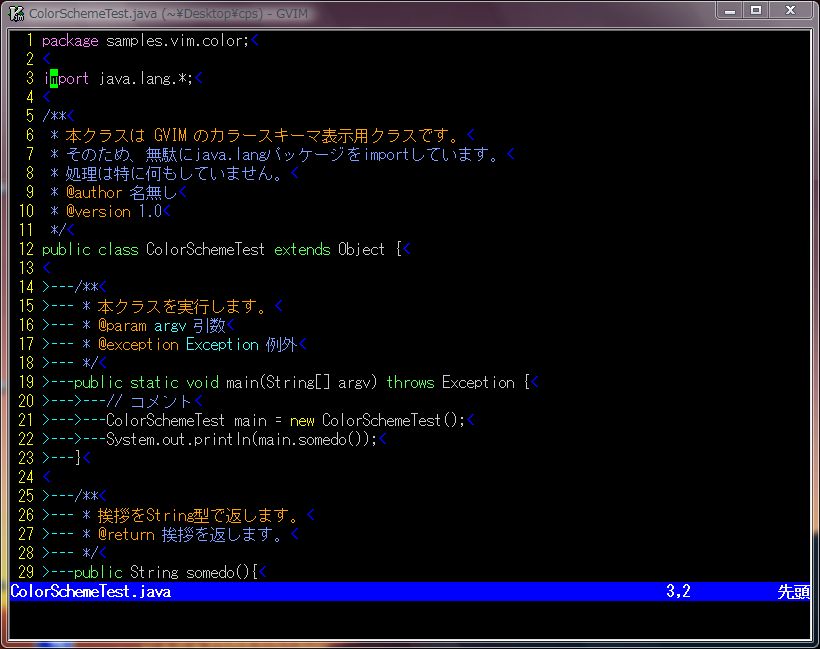 ColorSchemeTest.java (~¥Desktop¥cps) - GVIM
1 package samples.vim.color;<
2 <
3 import java.lang.*;<
4 <
5 /**<
6  * 本クラスは GVIM のカラースキーマ表示用クラスです。<
7  * そのため、無駄にjava.langパッケージをimportしています。<
8  * 処理は特に何もしていません。<
9  * @author 名無し<
10  * @version 1.0<
11  */<
12 public class ColorSchemeTest extends Object {<
13 <
14 >---/**<
15 >--- * 本クラスを実行します。<
16 >--- * @param argv 引数<
17 >--- * @exception Exception 例外<
18 >--- */<
19 >---public static void main(String[] argv) throws Exception {<
20 >--->---// コメント<
21 >--->---ColorSchemeTest main = new ColorSchemeTest();<
22 >--->---System.out.println(main.somedo());<
23 >---}<
24 <
25 >---/**<
26 >--- * 挨拶をString型で返します。<
27 >--- * @return 挨拶を返します。<
28 >--- */<
29 >---public String somedo(){<
ColorSchemeTest.java 3,2 先頭